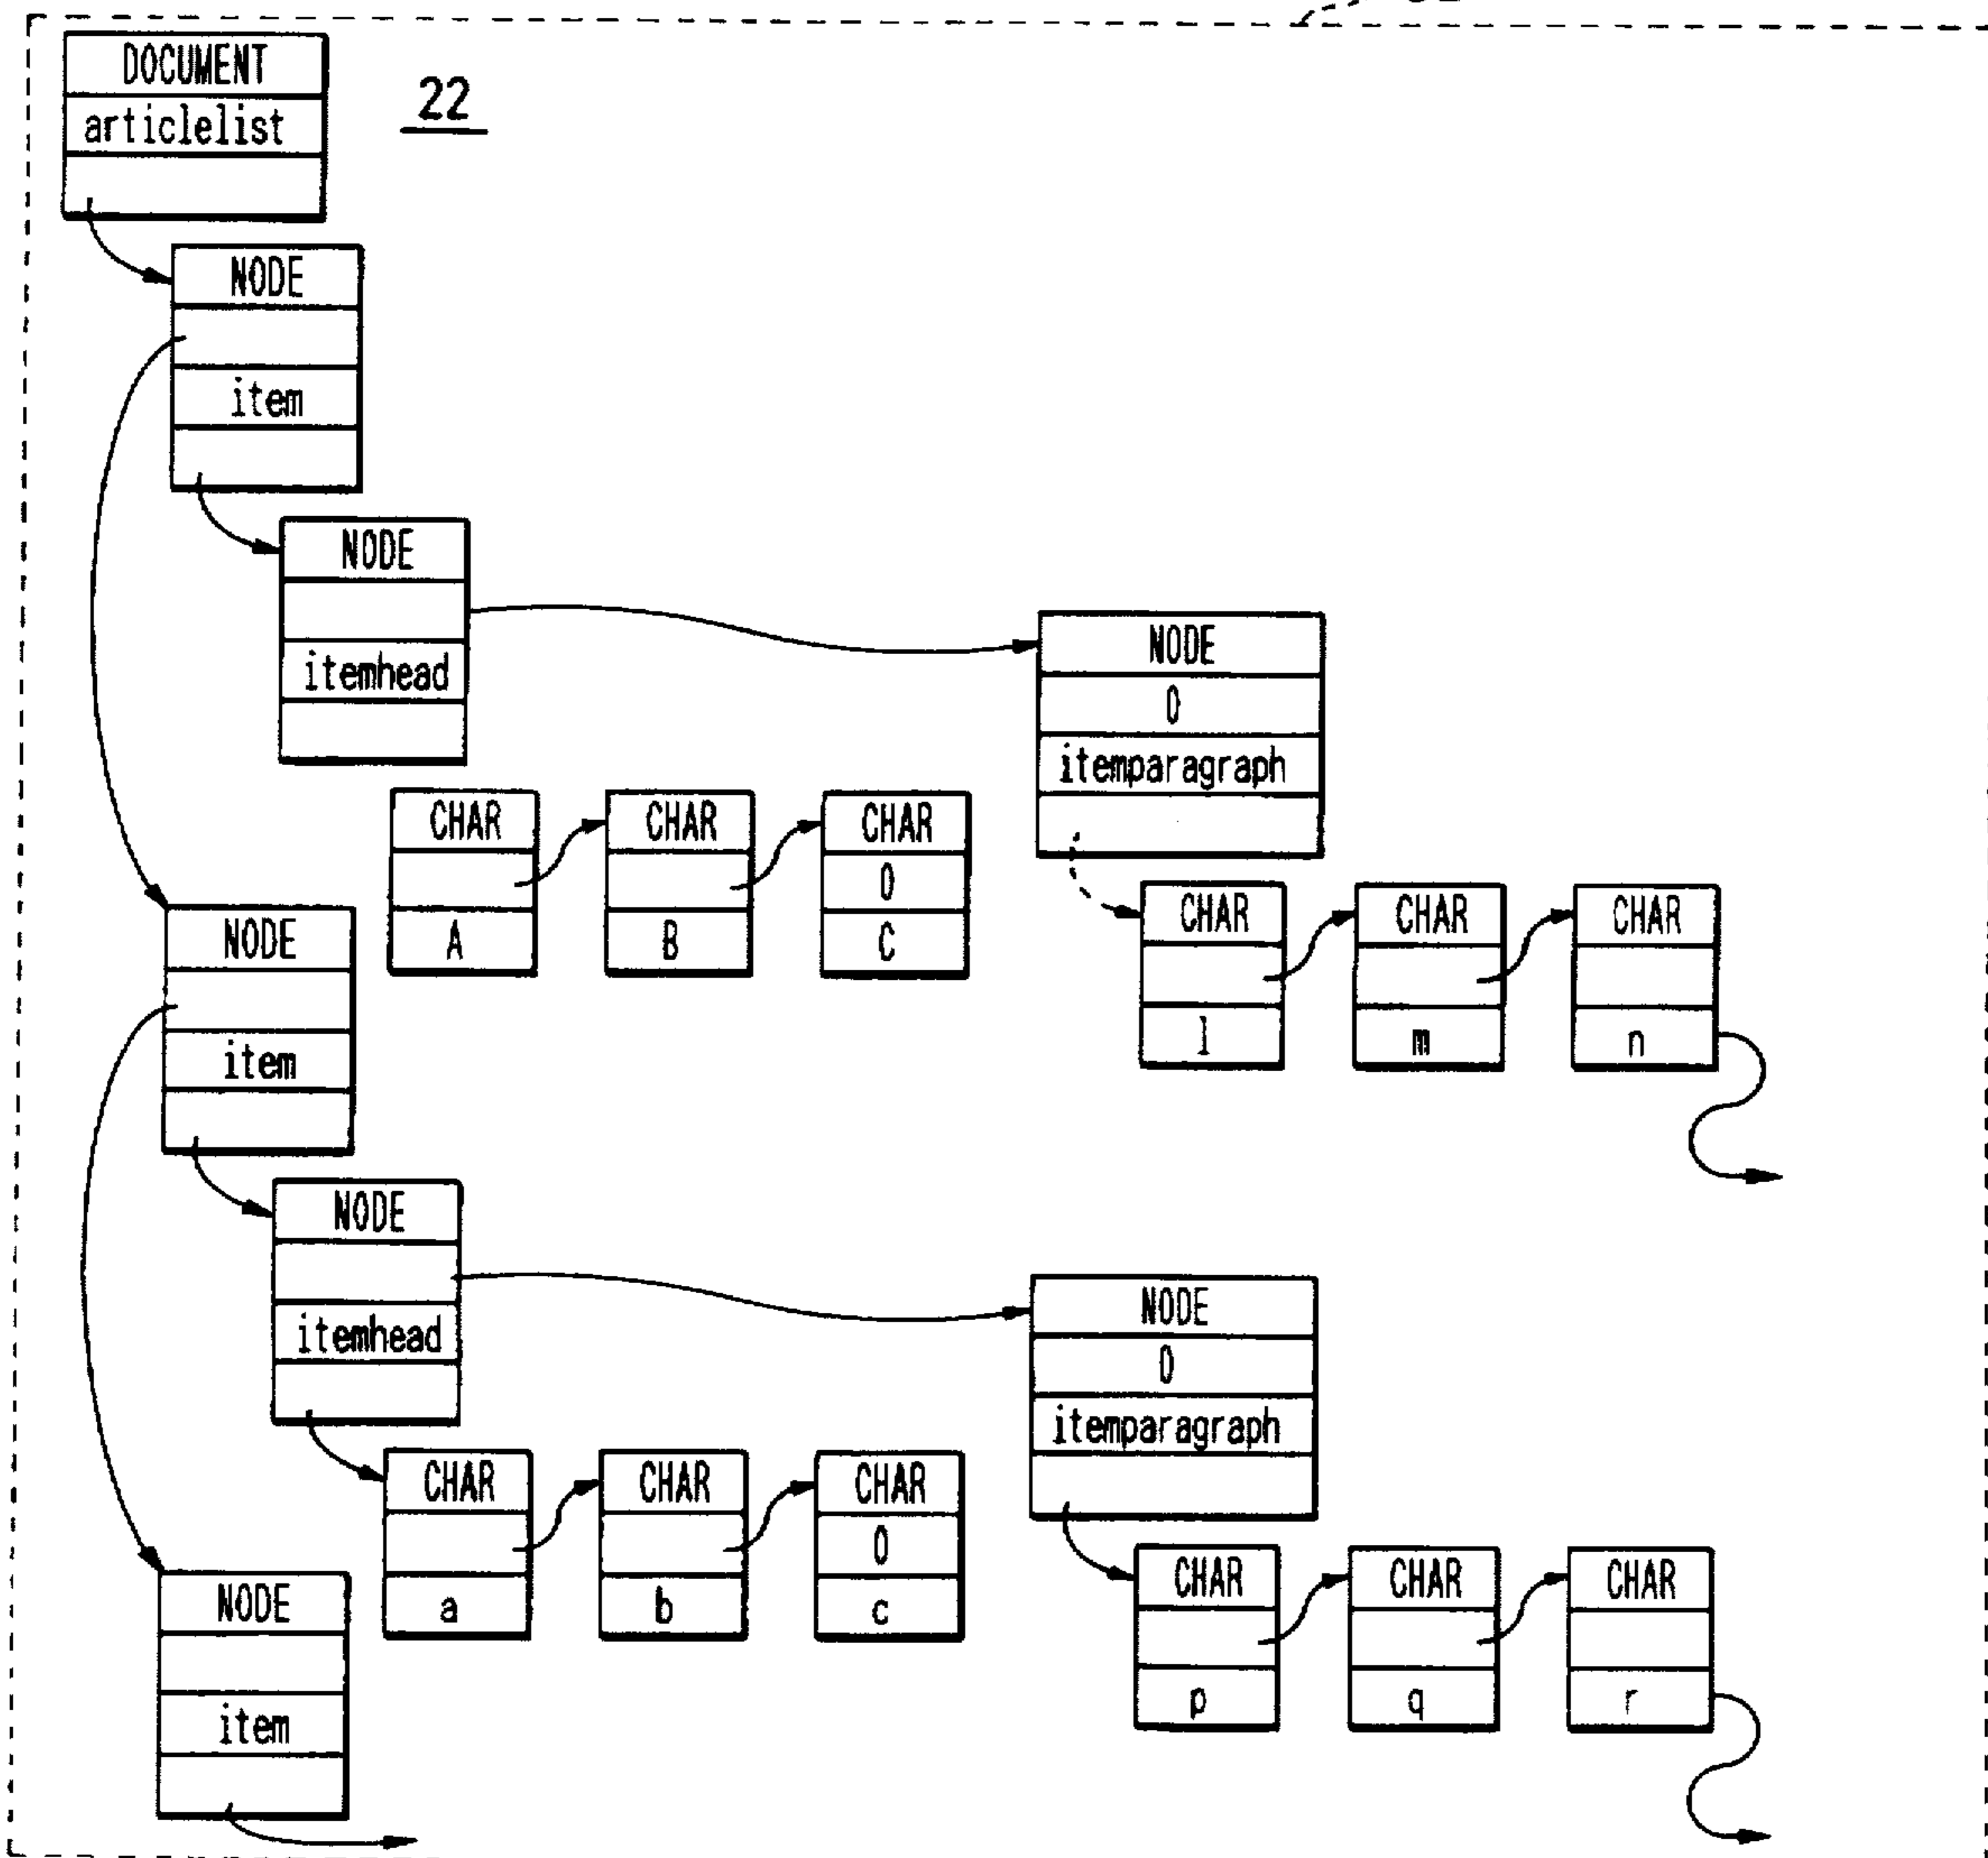 DOCUMENT
articlelist
22
NODE
item
NODE
itemhead
NODE
0
itemparagraph
CHAR
A
CHAR
B
CHAR
0
C
CHAR
l
CHAR
m
CHAR
n
NODE
item
NODE
itemhead
NODE
0
itemparagraph
CHAR
a
CHAR
b
CHAR
0
c
CHAR
p
CHAR
q
CHAR
r
NODE
item